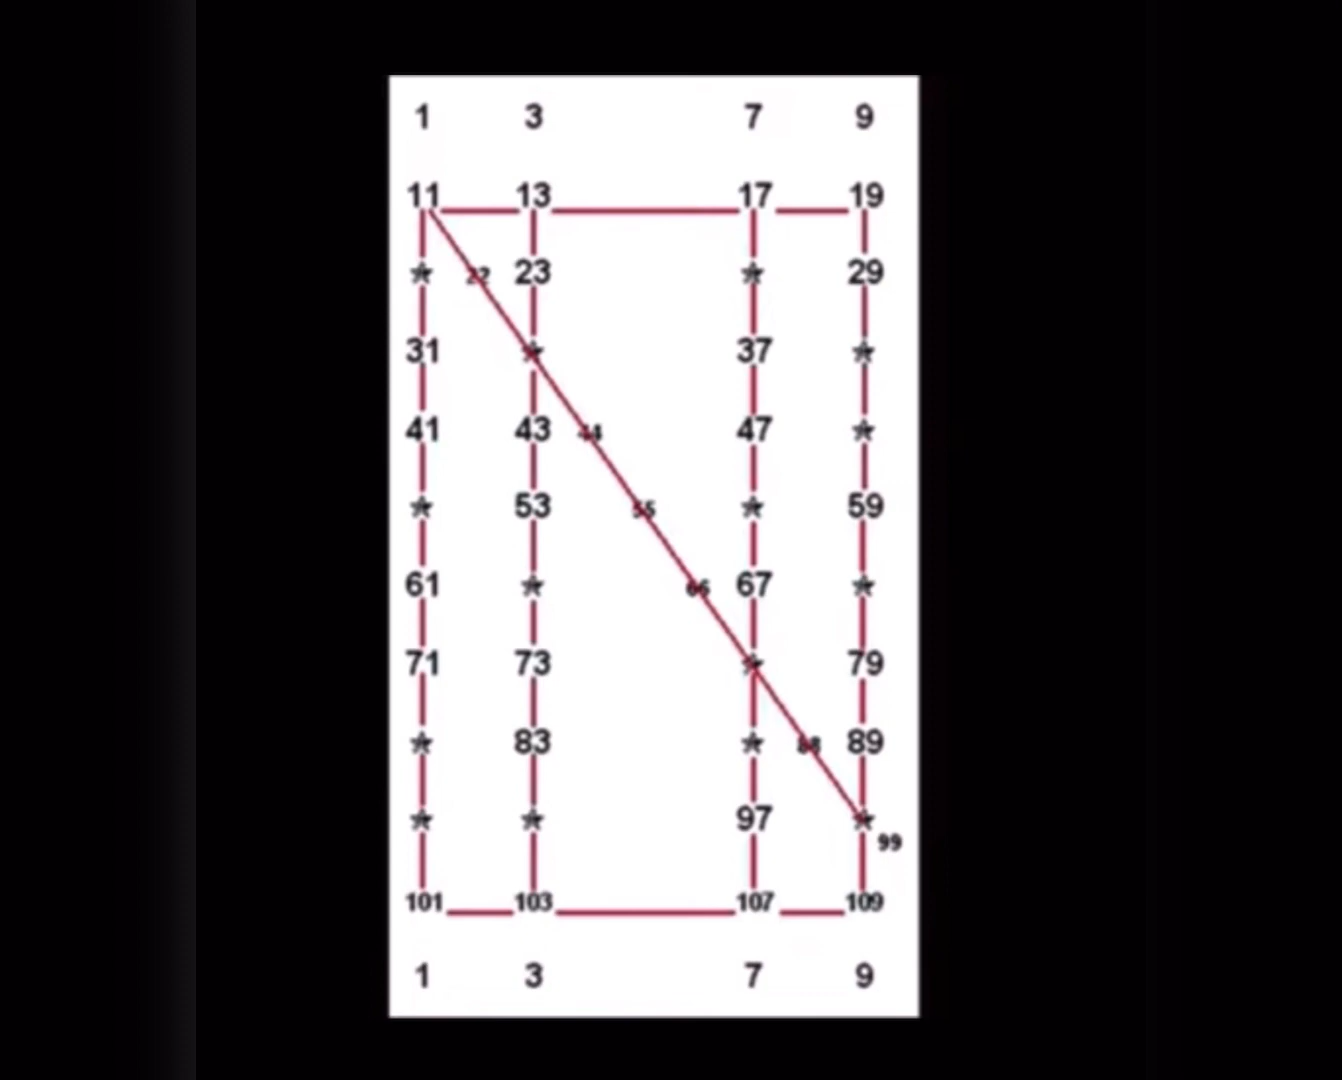 1 3 7 9
11 13 17 19
★ 22 23 ★ 29
31 ★ 37 ★
41 43 44 47 ★
★ 53 55 ★ 59
61 ★ 66 67 ★
71 73 ★ 79
★ 83 ★ 88 89
★ ★ 97 ★
99
101 103 107 109
1 3 7 9